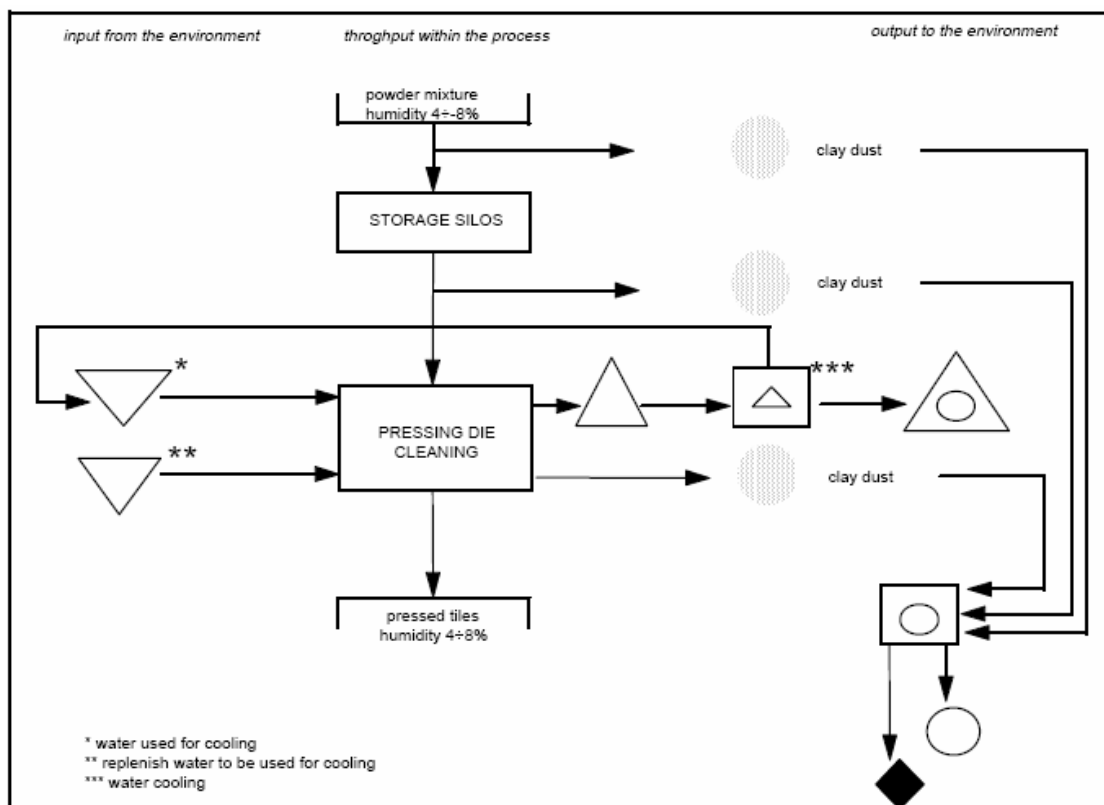 input from the environment
throghput within the process
output to the environment
powder mixture
humidity 4÷-8%
clay dust
STORAGE SILOS
clay dust
*
***
PRESSING DIE
CLEANING
**
clay dust
pressed tiles
humidity 4÷8%
* water used for cooling
** replenish water to be used for cooling
*** water cooling